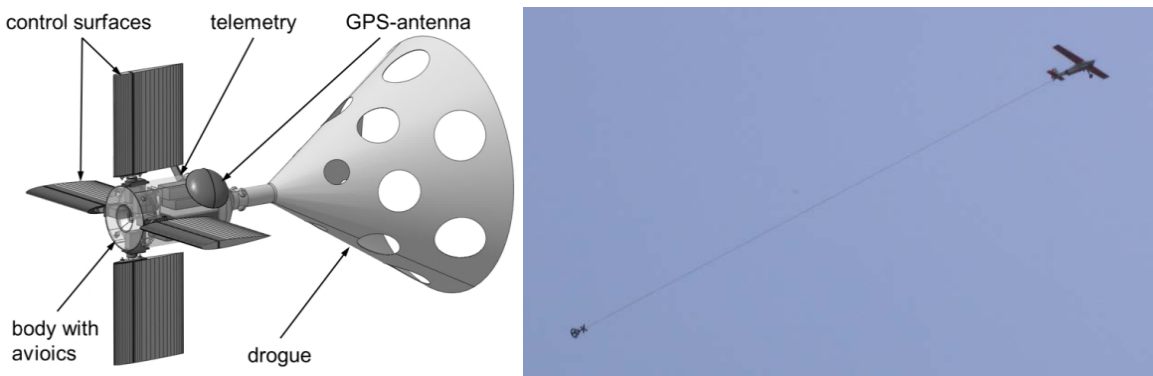 control surfaces
telemetry
GPS-antenna
body with
avioics
drogue